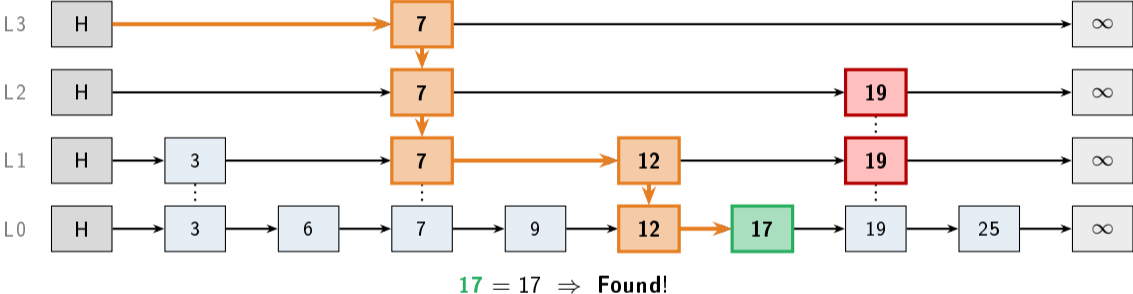 L3 H 7 ∞
L2 H 7 19 ∞
L1 H 3 7 12 19 ∞
L0 H 3 6 7 9 12 17 19 25 ∞
17 = 17 ⇒ Found!